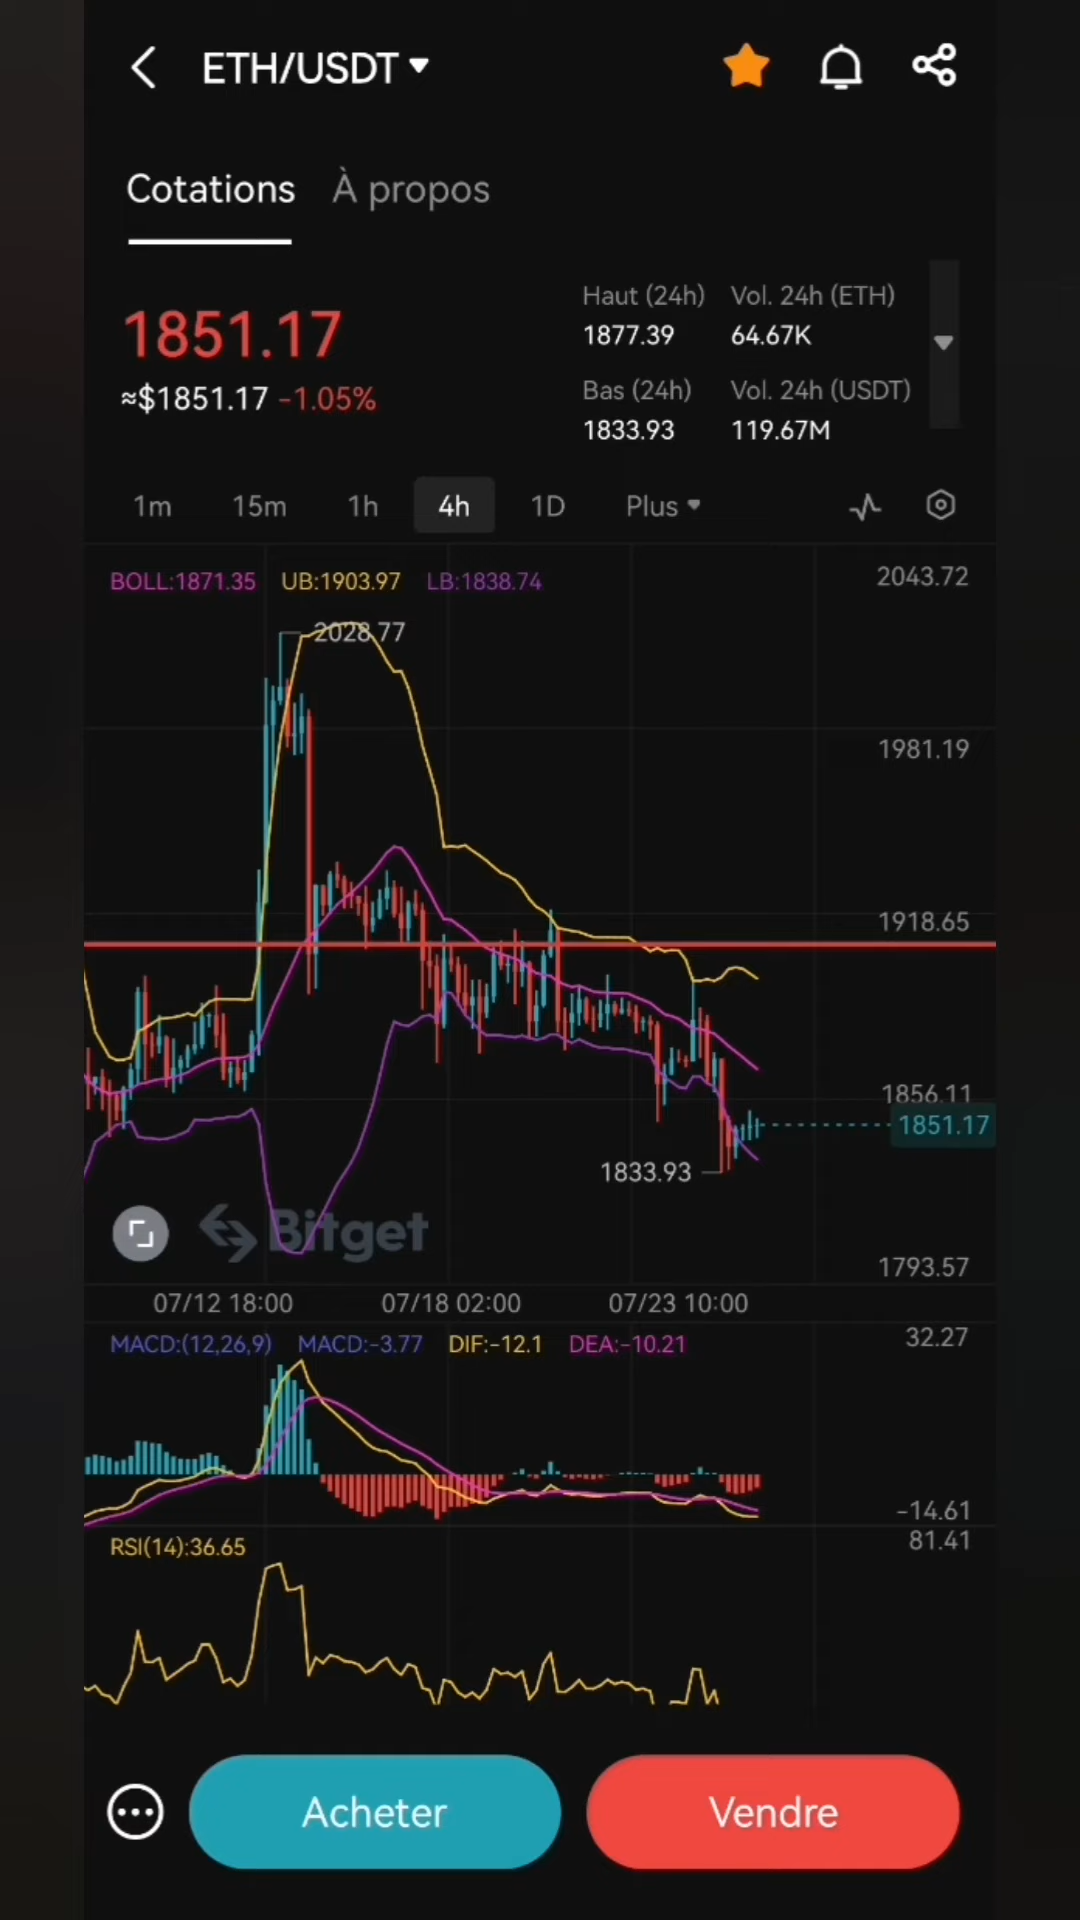 ETH/USDT
Cotations À propos
1851.17
≈$1851.17 -1.05%
Haut (24h) Vol. 24h (ETH)
1877.39 64.67K
Bas (24h) Vol. 24h (USDT)
1833.93 119.67M
1m 15m 1h 4h 1D Plus
BOLL:1871.35 UB:1903.97 LB:1838.74
2043.72
2028.77
1981.19
1918.65
1856.11
1851.17
1833.93
Bitget
1793.57
07/12 18:00 07/18 02:00 07/23 10:00
MACD:(12,26,9) MACD:-3.77 DIF:-12.1 DEA:-10.21
32.27
-14.61
81.41
RSI(14):36.65
Acheter Vendre